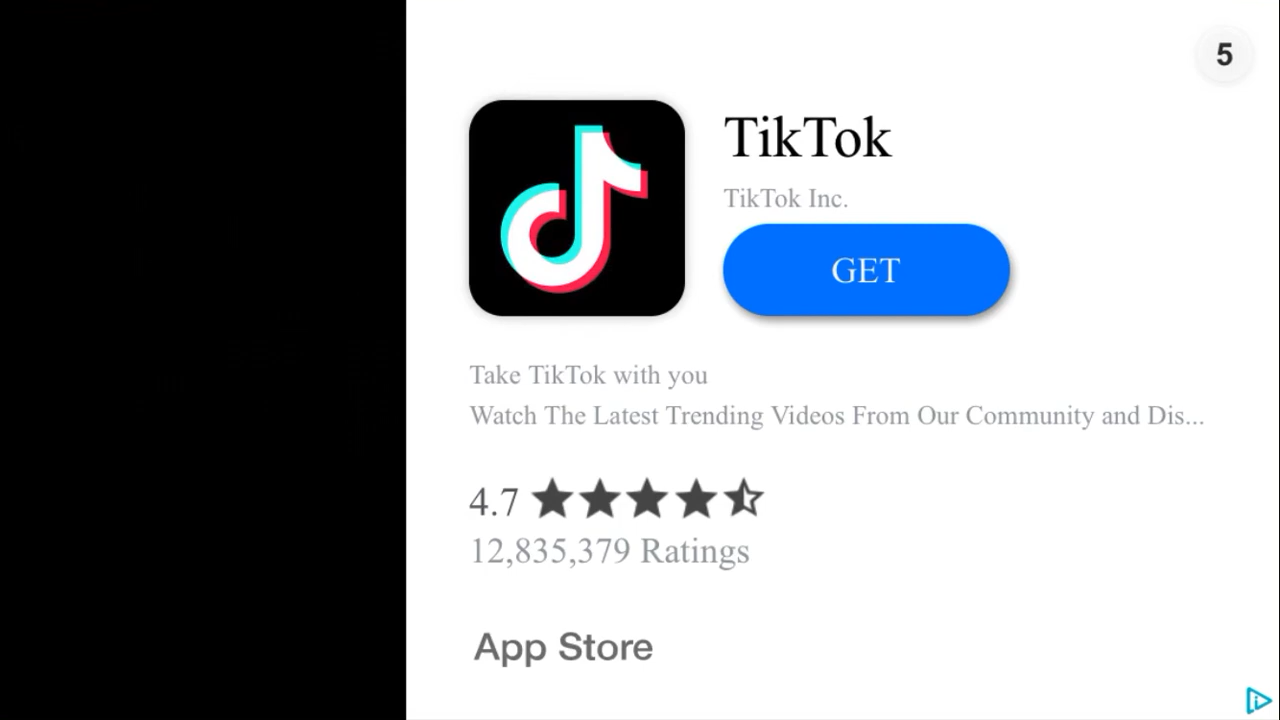 5
TikTok
TikTok Inc.
GET
Take TikTok with you
Watch The Latest Trending Videos From Our Community and Dis...
4.7
12,835,379 Ratings
App Store